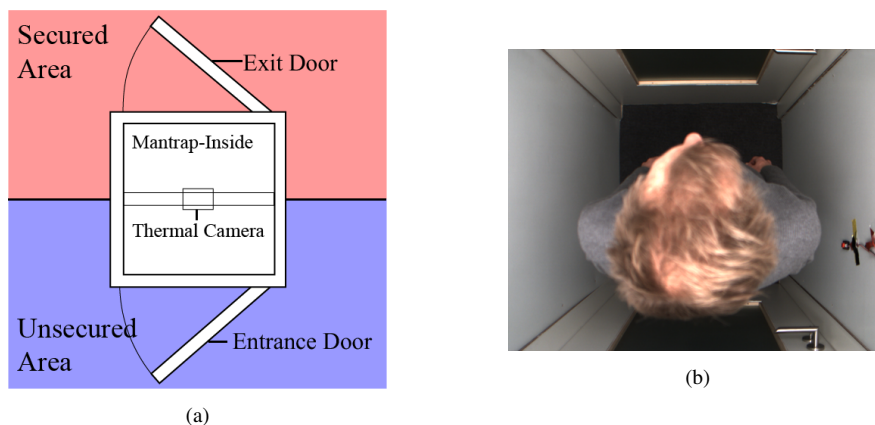 Secured
Area
Exit Door
Mantrap-Inside
Thermal Camera
Unsecured
Area
Entrance Door
(a)
(b)